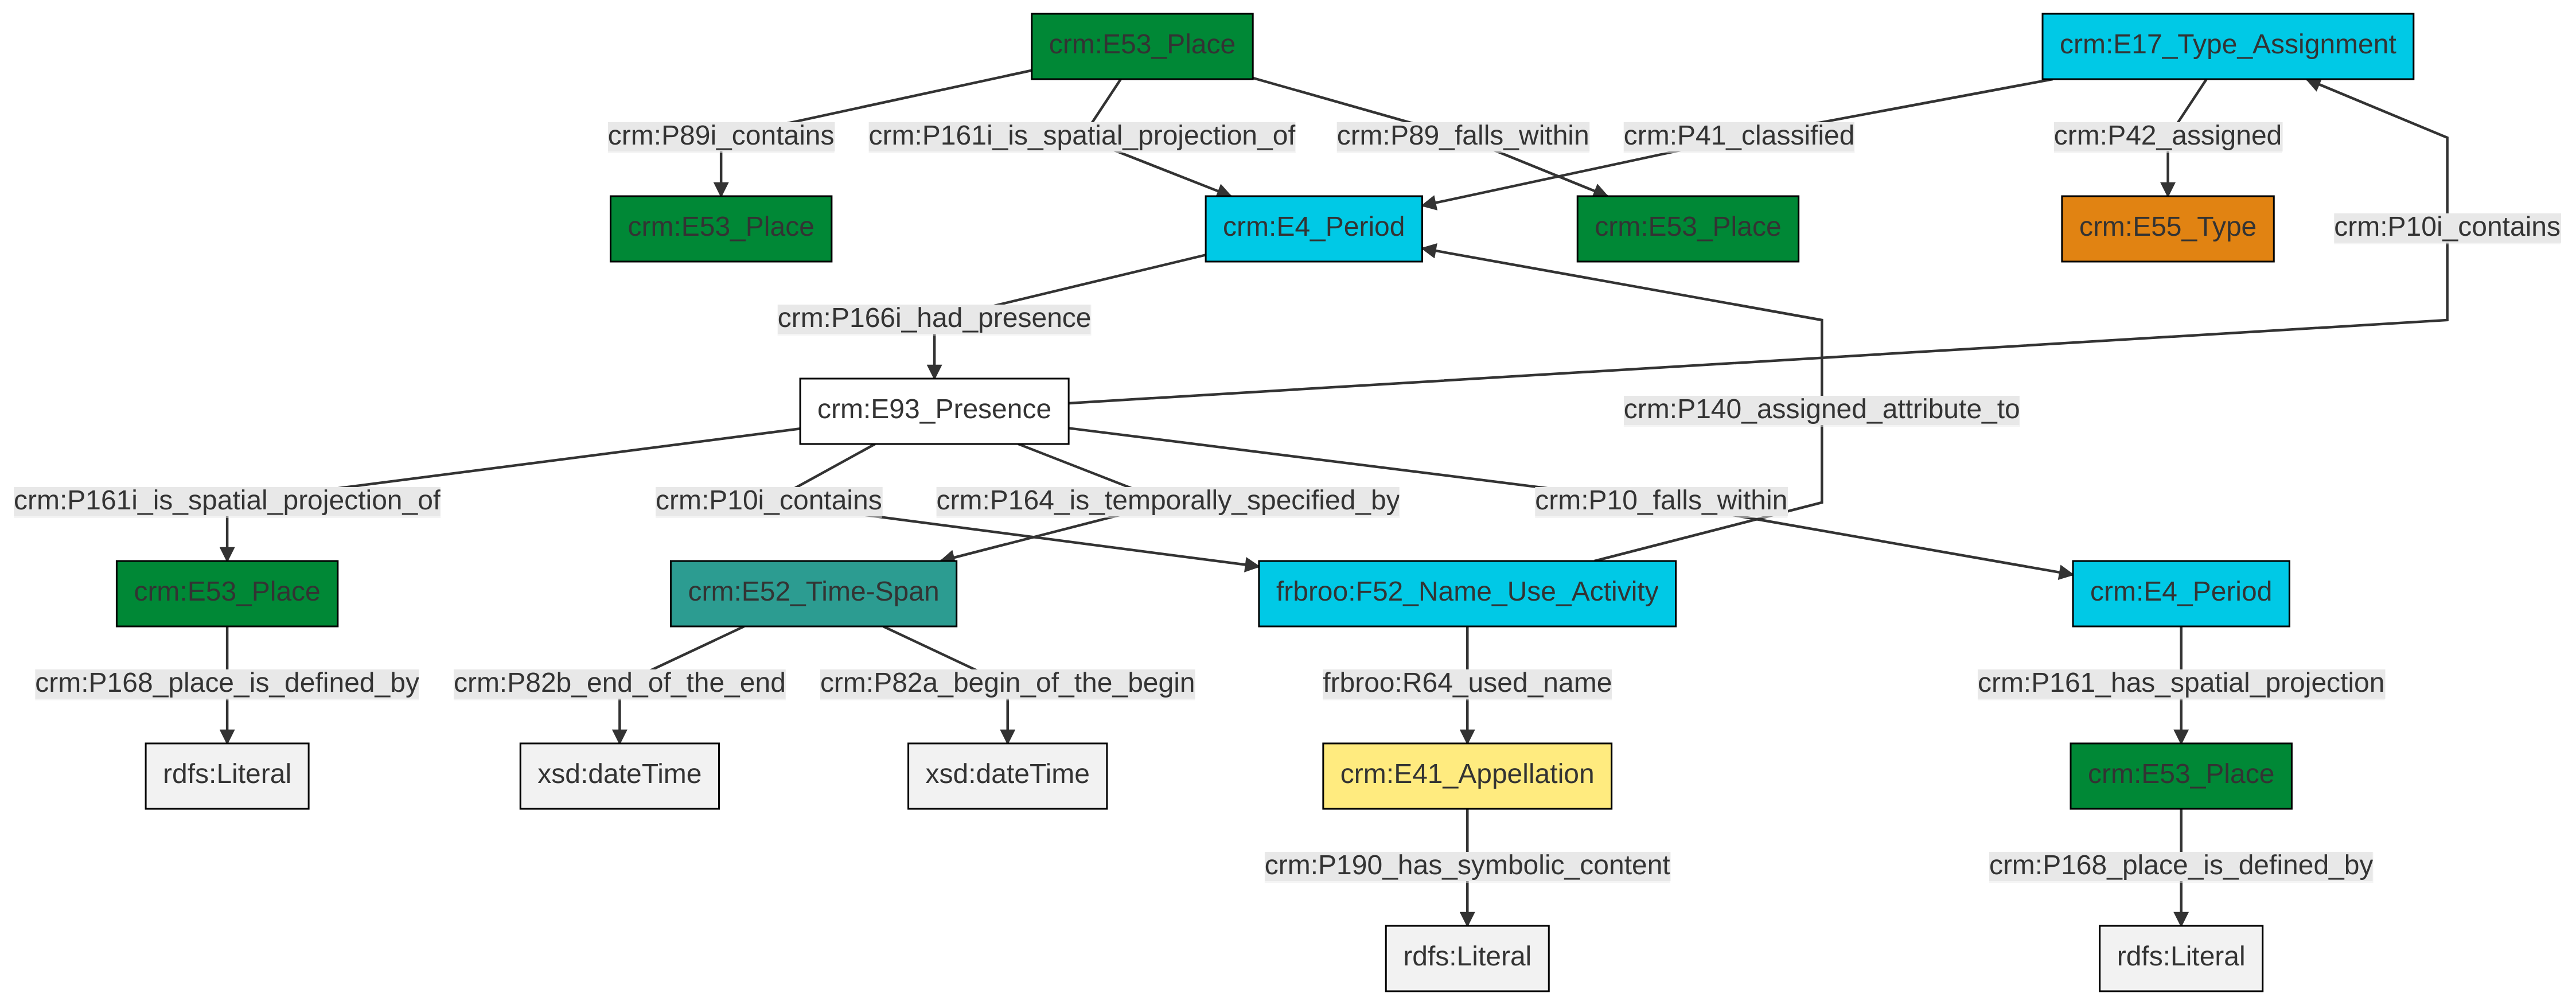 crm:E53_Place
crm:E17_Type_Assignment
crm:P89i_contains
crm:P161i_is_spatial_projection_of
crm:P89_falls_within
crm:P41_classified
crm:P42_assigned
crm:E53_Place
crm:E4_Period
crm:E53_Place
crm:E55_Type
crm:P10i_contains
crm:P166i_had_presence
crm:E93_Presence
crm:P140_assigned_attribute_to
crm:P161i_is_spatial_projection_of
crm:P10i_contains
crm:P164_is_temporally_specified_by
crm:P10_falls_within
crm:E53_Place
crm:E52_Time-Span
frbroo:F52_Name_Use_Activity
crm:E4_Period
crm:P168_place_is_defined_by
crm:P82b_end_of_the_end
crm:P82a_begin_of_the_begin
frbroo:R64_used_name
crm:P161_has_spatial_projection
rdfs:Literal
xsd:dateTime
xsd:dateTime
crm:E41_Appellation
crm:E53_Place
crm:P190_has_symbolic_content
crm:P168_place_is_defined_by
rdfs:Literal
rdfs:Literal